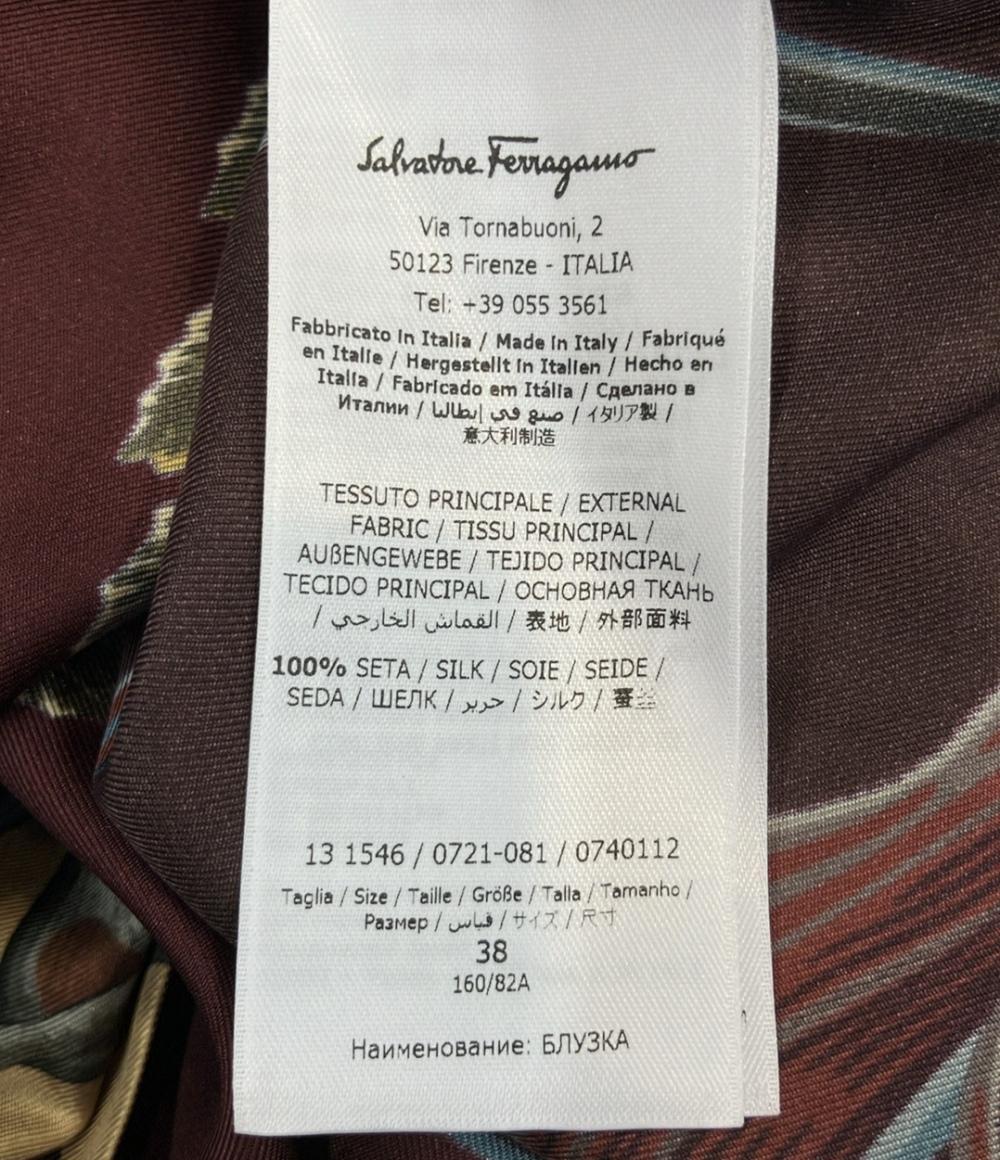 Salvatore Ferragamo
Via Tornabuoni, 2
50123 Firenze - ITALIA
Tel: +39 055 3561
Fabbricato in Italia / Made in Italy / Fabriqué
en Italie / Hergestellt in Italien / Hecho en
Italia / Fabricado em Itália / Сделано в
Италии / صنع في إيطاليا / イタリア製 /
意大利制造
TESSUTO PRINCIPALE / EXTERNAL
FABRIC / TISSU PRINCIPAL /
AUßENGEWEBE / TEJIDO PRINCIPAL /
TECIDO PRINCIPAL / ОСНОВНАЯ ТКАНЬ
/ القماش الخارجي / 表地 / 外部面料
100% SETA / SILK / SOIE / SEIDE /
SEDA / ШЕЛК / حرير / シルク /
13 1546 / 0721-081 / 0740112
Taglia / Size / Taille / Größe / Talla / Tamanho /
Размер / قياس / サイズ / 尺寸
38
160/82A
Наименование: БЛУЗКА